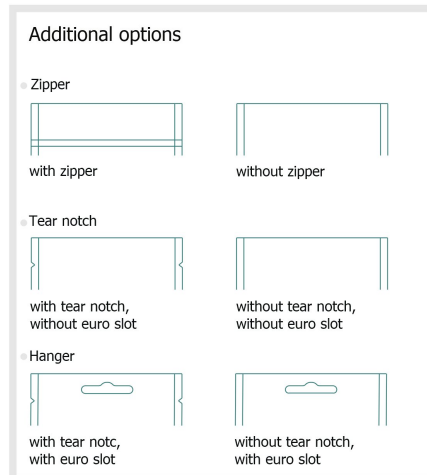 Additional options
Zipper
with zipper
without zipper
Tear notch
with tear notch,
without euro slot
without tear notch,
without euro slot
Hanger
with tear notc,
with euro slot
without tear notch,
with euro slot